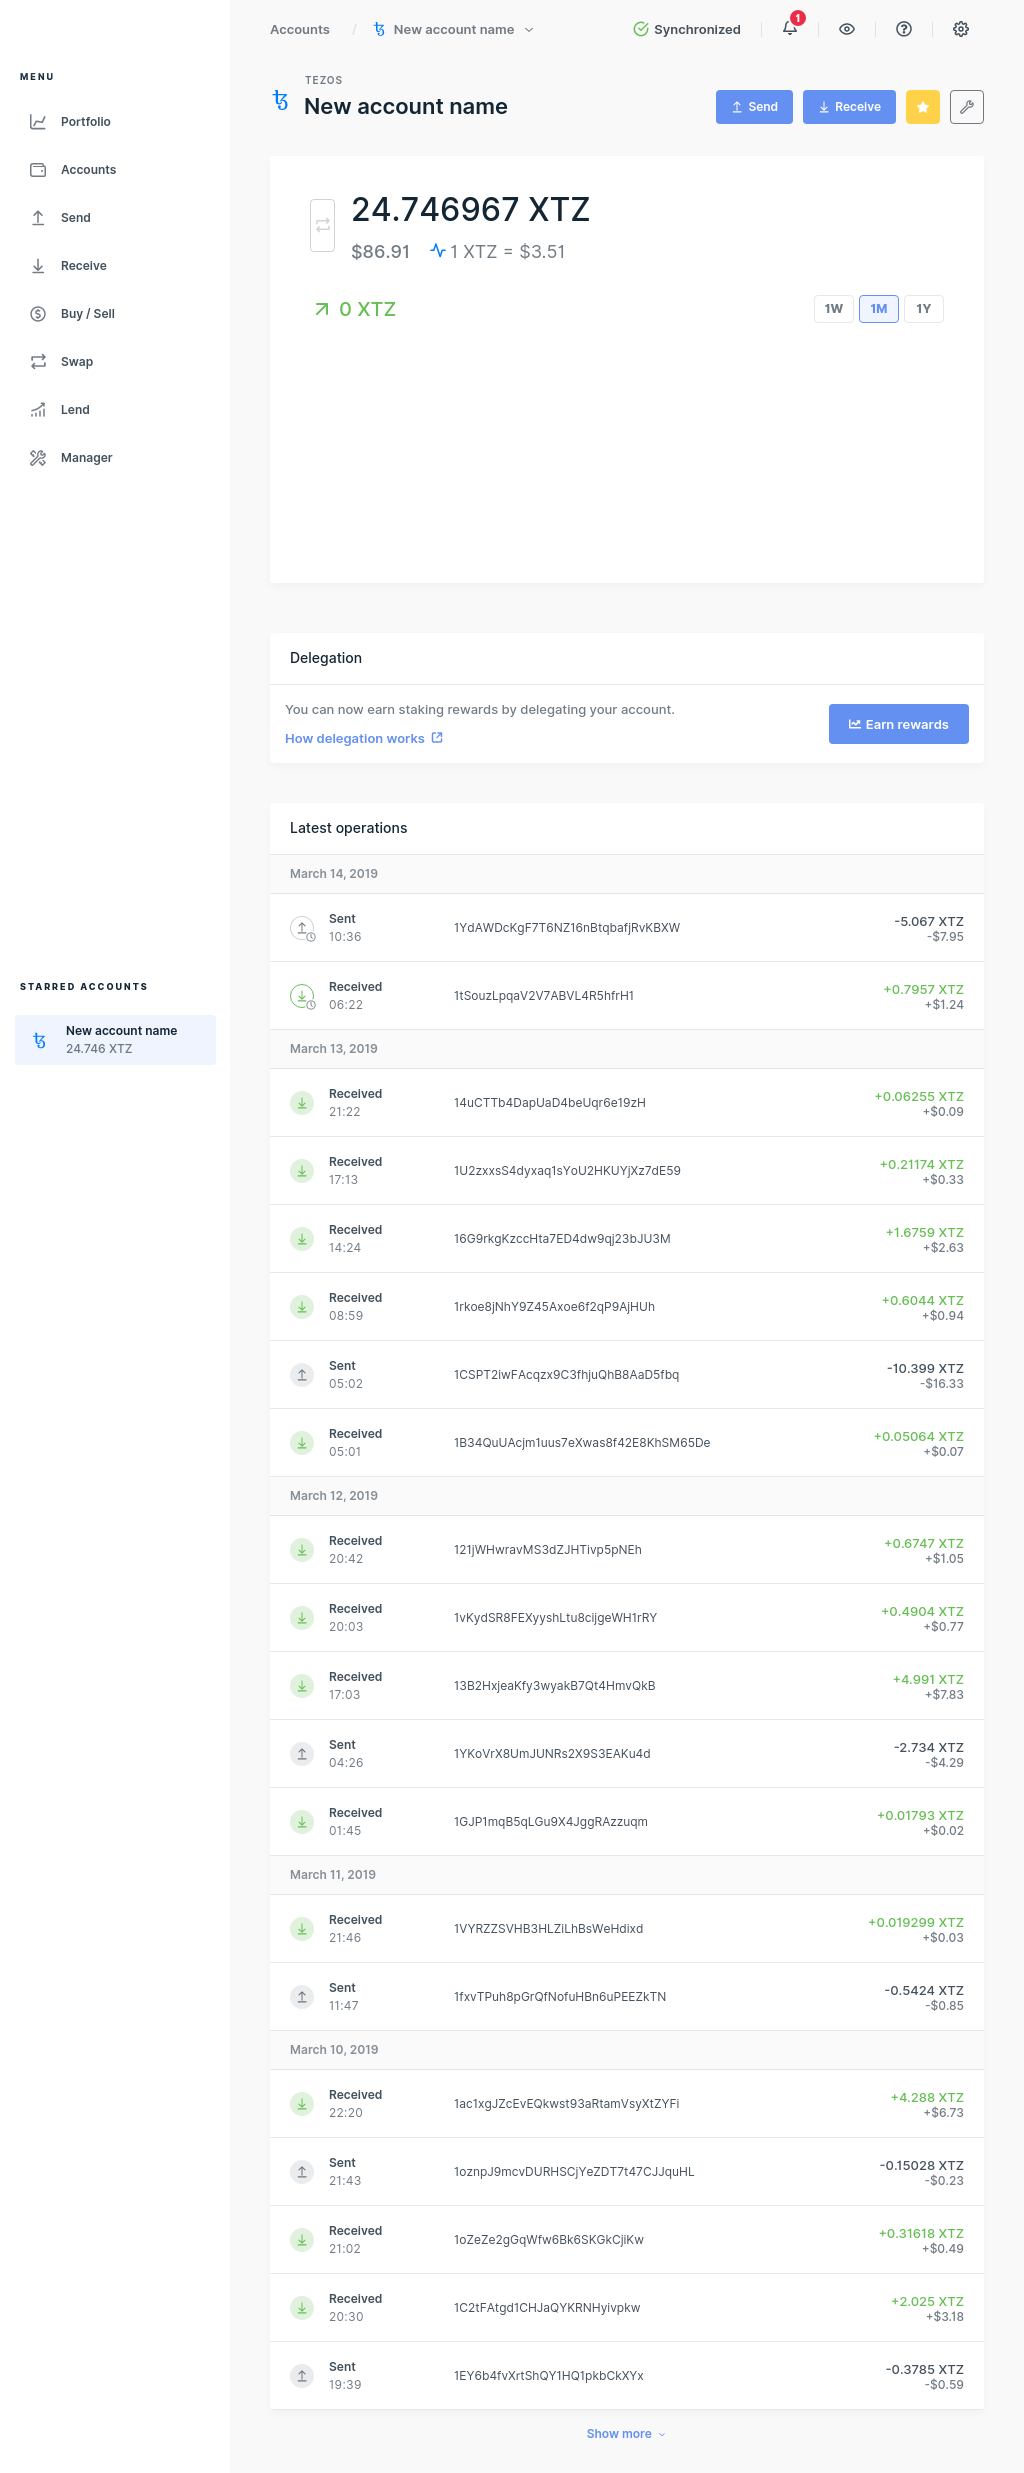 Accounts / New account name
Synchronized
1
MENU
Portfolio
Accounts
Send
Receive
Buy / Sell
Swap
Lend
Manager
STARRED ACCOUNTS
New account name
24.746 XTZ
TEZOS
New account name
Send
Receive
24.746967 XTZ
$86.91 1 XTZ = $3.51
0 XTZ
1W 1M 1Y
Delegation
You can now earn staking rewards by delegating your account.
How delegation works
Earn rewards
Latest operations
March 14, 2019
Sent
10:36
1YdAWDcKgF7T6NZ16nBtqbafjRvKBXW
-5.067 XTZ
-$7.95
Received
06:22
1tSouzLpqaV2V7ABVL4R5hfrH1
+0.7957 XTZ
+$1.24
March 13, 2019
Received
21:22
14uCTTb4DapUaD4beUqr6e19zH
+0.06255 XTZ
+$0.09
Received
17:13
1U2zxxsS4dyxaq1sYoU2HKUYjXz7dE59
+0.21174 XTZ
+$0.33
Received
14:24
16G9rkgKzccHta7ED4dw9qj23bJU3M
+1.6759 XTZ
+$2.63
Received
08:59
1rkoe8jNhY9Z45Axoe6f2qP9AjHUh
+0.6044 XTZ
+$0.94
Sent
05:02
1CSPT2iwFAcqzx9C3fhjuQhB8AaD5fbq
-10.399 XTZ
-$16.33
Received
05:01
1B34QuUAcjm1uus7eXwas8f42E8KhSM65De
+0.05064 XTZ
+$0.07
March 12, 2019
Received
20:42
121jWHwravMS3dZJHTivp5pNEh
+0.6747 XTZ
+$1.05
Received
20:03
1vKydSR8FEXyyshLtu8cijgeWH1rRY
+0.4904 XTZ
+$0.77
Received
17:03
13B2HxjeaKfy3wyakB7Qt4HmvQkB
+4.991 XTZ
+$7.83
Sent
04:26
1YKoVrX8UmJUNRs2X9S3EAKu4d
-2.734 XTZ
-$4.29
Received
01:45
1GJP1mqB5qLGu9X4JggRAzzuqm
+0.01793 XTZ
+$0.02
March 11, 2019
Received
21:46
1VYRZZSVHB3HLZiLhBsWeHdixd
+0.019299 XTZ
+$0.03
Sent
11:47
1fxvTPuh8pGrQfNofuHBn6uPEEZkTN
-0.5424 XTZ
-$0.85
March 10, 2019
Received
22:20
1ac1xgJZcEvEQkwst93aRtamVsyXtZYFi
+4.288 XTZ
+$6.73
Sent
21:43
1oznpJ9mcvDURHSCjYeZDT7t47CJJquHL
-0.15028 XTZ
-$0.23
Received
21:02
1oZeZe2gGqWfw6Bk6SKGkCjiKw
+0.31618 XTZ
+$0.49
Received
20:30
1C2tFAtgd1CHJaQYKRNHyivpkw
+2.025 XTZ
+$3.18
Sent
19:39
1EY6b4fvXrtShQY1HQ1pkbCkXYx
-0.3785 XTZ
-$0.59
Show more